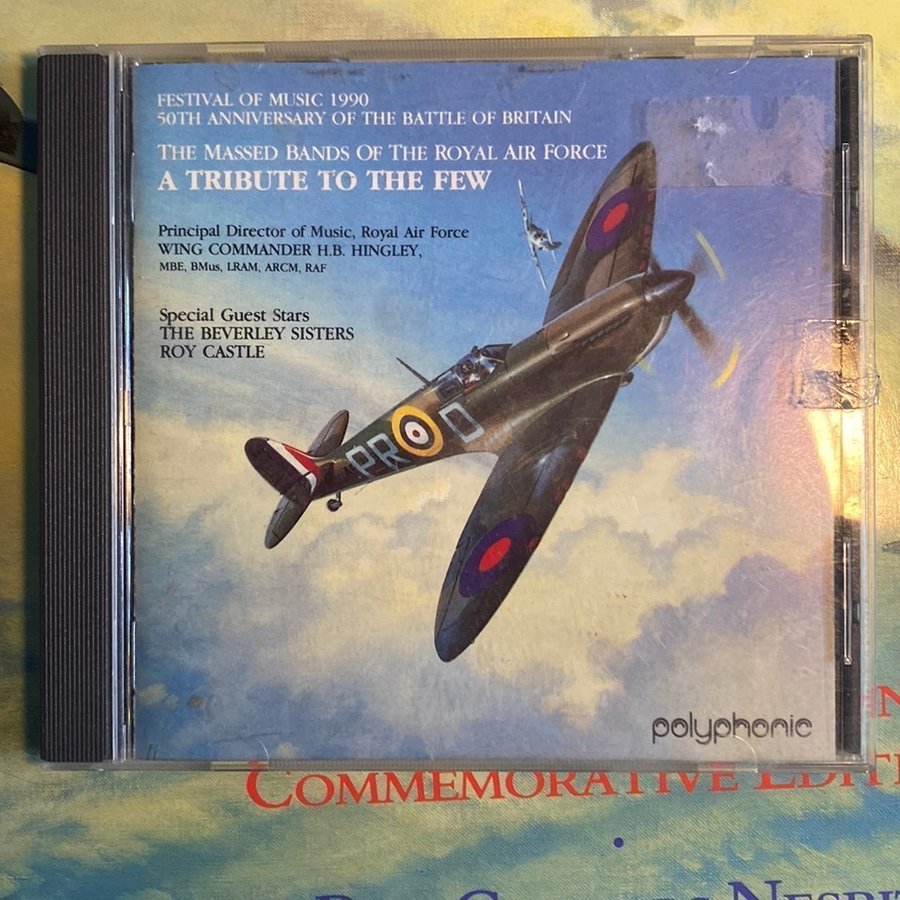 FESTIVAL OF MUSIC 1990
50TH ANNIVERSARY OF THE BATTLE OF BRITAIN
THE MASSED BANDS OF THE ROYAL AIR FORCE
A TRIBUTE TO THE FEW
Principal Director of Music, Royal Air Force
WING COMMANDER H.B. HINGLEY,
MBE, BMus, LRAM, ARCM, RAF
Special Guest Stars
THE BEVERLEY SISTERS
ROY CASTLE
PR D
polyphonic
COMMEMORATIVE